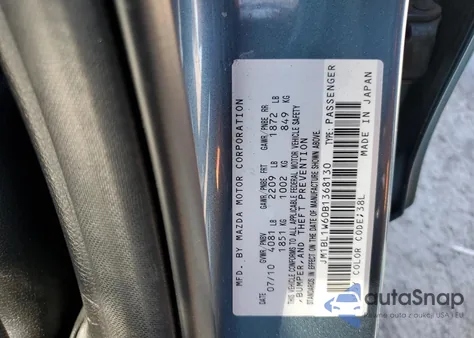 MFD. BY MAZDA MOTOR CORPORATION
DATE GVWR/PNBV GAWR/PNBE FRT GAWR/PNBE RR
07/10 4081 LB 2209 LB 1872 LB
1851 KG 1002 KG 849 KG
THIS VEHICLE CONFORMS TO ALL APPLICABLE FEDERAL MOTOR VEHICLE SAFETY
, BUMPER, AND THEFT PREVENTION
STANDARDS IN EFFECT ON THE DATE OF MANUFACTURE SHOWN ABOVE.
JM1BL1W60B1368130 TYPE: PASSENGER
COLOR CODE;38L MADE IN JAPAN
autoSnap